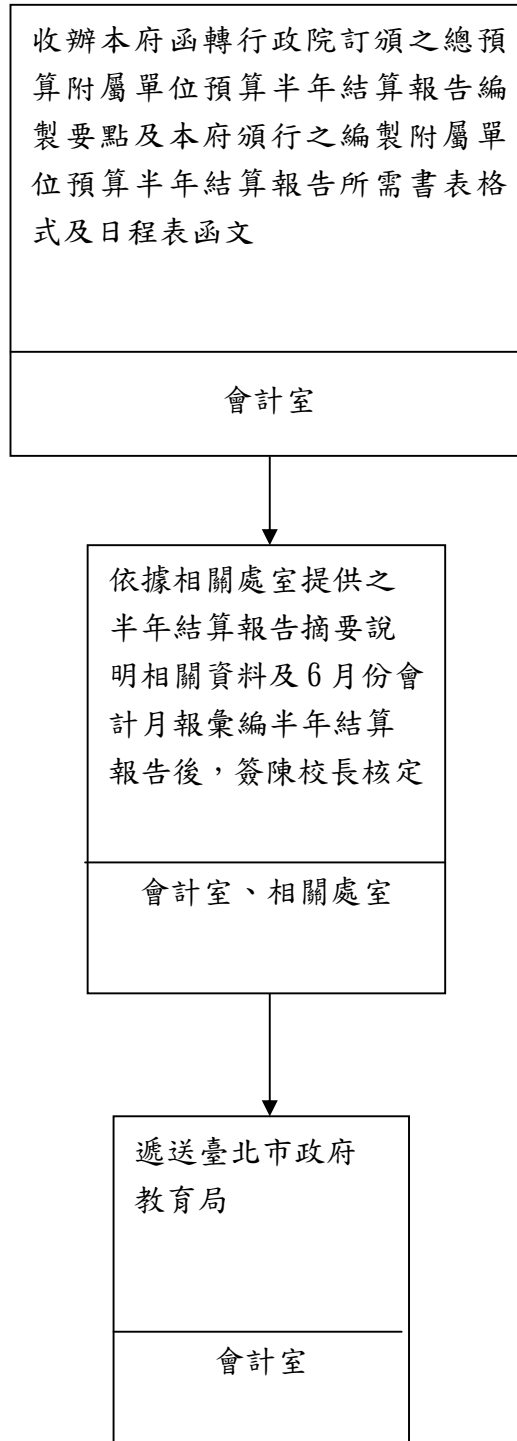 收辦本府函轉行政院訂頒之總預
算附屬單位預算半年結算報告編
製要點及本府頒行之編製附屬單
位預算半年結算報告所需書表格
式及日程表函文
會計室
依據相關處室提供之
半年結算報告摘要說
明相關資料及6月份會
計月報彙編半年結算
報告後，簽陳校長核定
會計室、相關處室
遞送臺北市政府
教育局
會計室